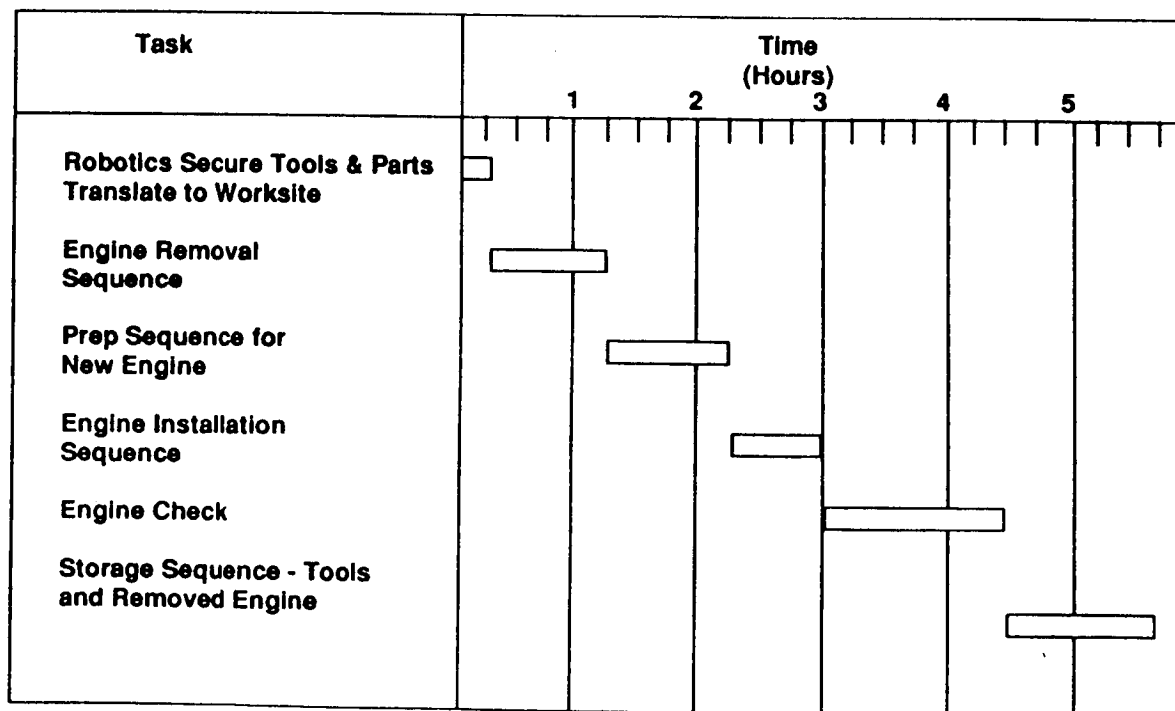 Task
Time
(Hours)
1 2 3 4 5
Robotics Secure Tools & Parts
Translate to Worksite
Engine Removal
Sequence
Prep Sequence for
New Engine
Engine Installation
Sequence
Engine Check
Storage Sequence - Tools
and Removed Engine